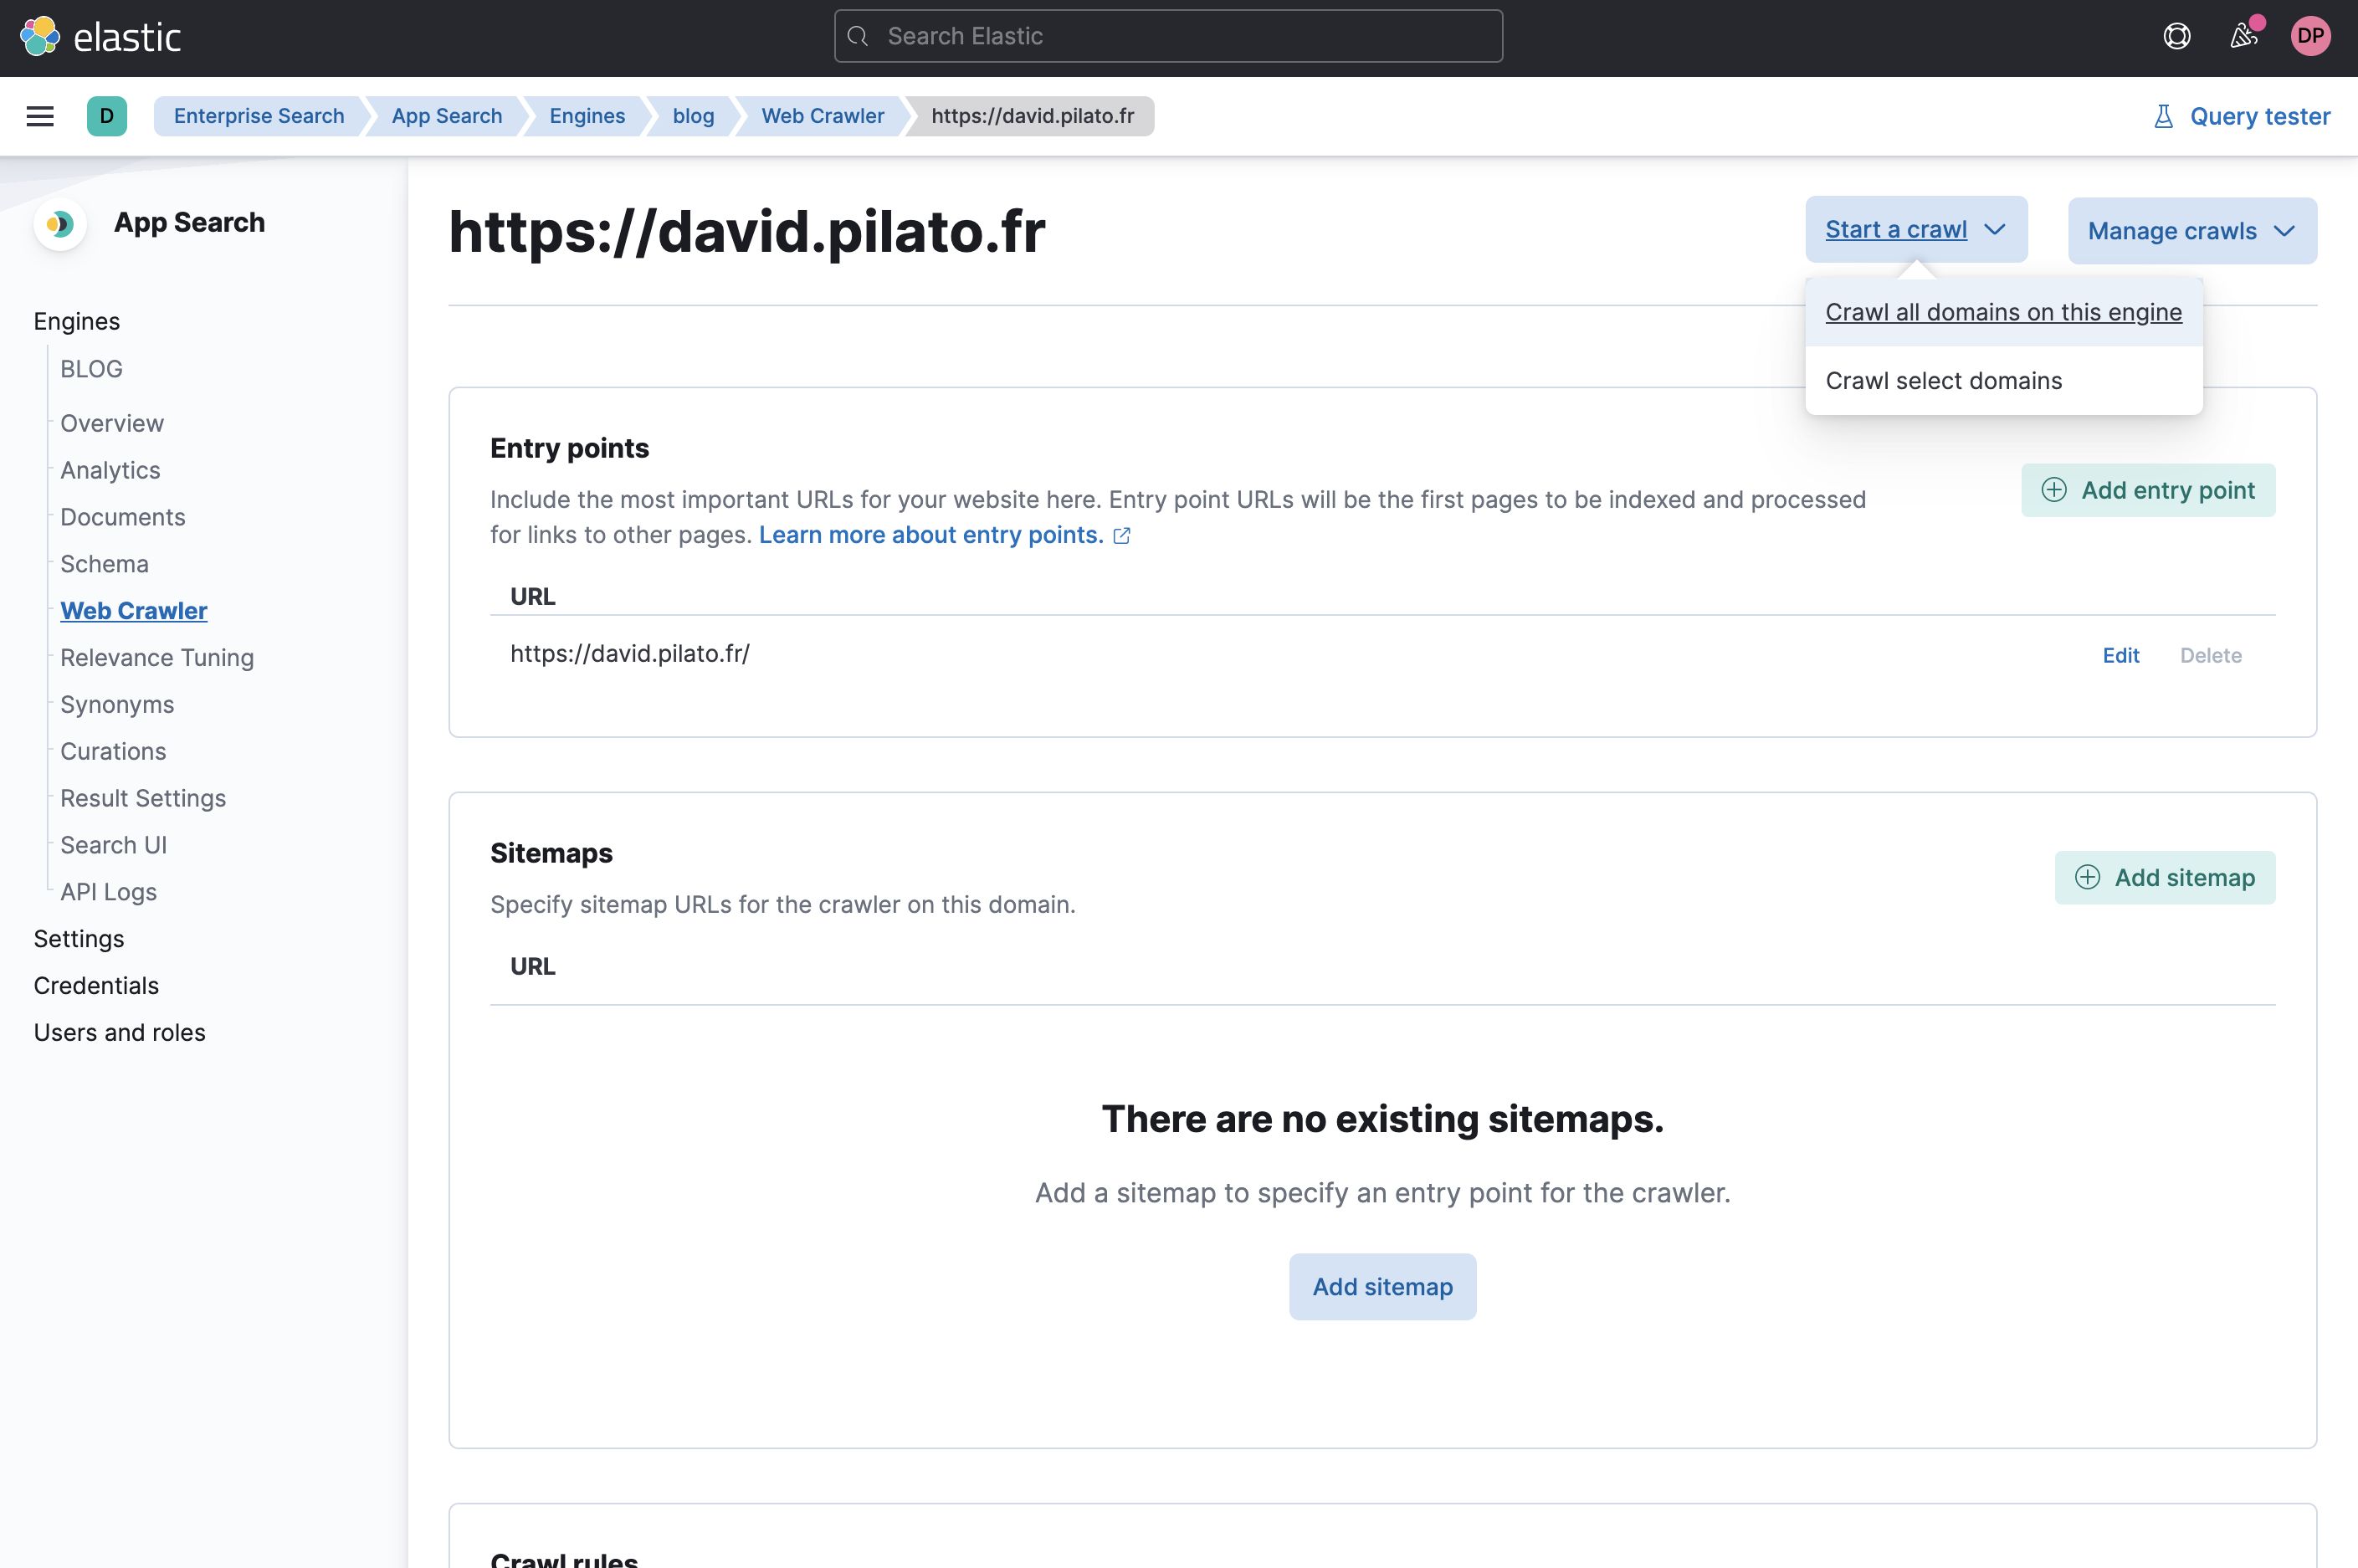 elastic
Search Elastic
DP
D
Enterprise Search
App Search
Engines
blog
Web Crawler
https://david.pilato.fr
Query tester
App Search
Engines
BLOG
Overview
Analytics
Documents
Schema
Web Crawler
Relevance Tuning
Synonyms
Curations
Result Settings
Search UI
API Logs
Settings
Credentials
Users and roles
https://david.pilato.fr
Start a crawl
Manage crawls
Crawl all domains on this engine
Crawl select domains
Entry points
Include the most important URLs for your website here. Entry point URLs will be the first pages to be indexed and processed
for links to other pages. Learn more about entry points.
Add entry point
URL
https://david.pilato.fr/
Edit
Delete
Sitemaps
Specify sitemap URLs for the crawler on this domain.
Add sitemap
URL
There are no existing sitemaps.
Add a sitemap to specify an entry point for the crawler.
Add sitemap
Crawl rules